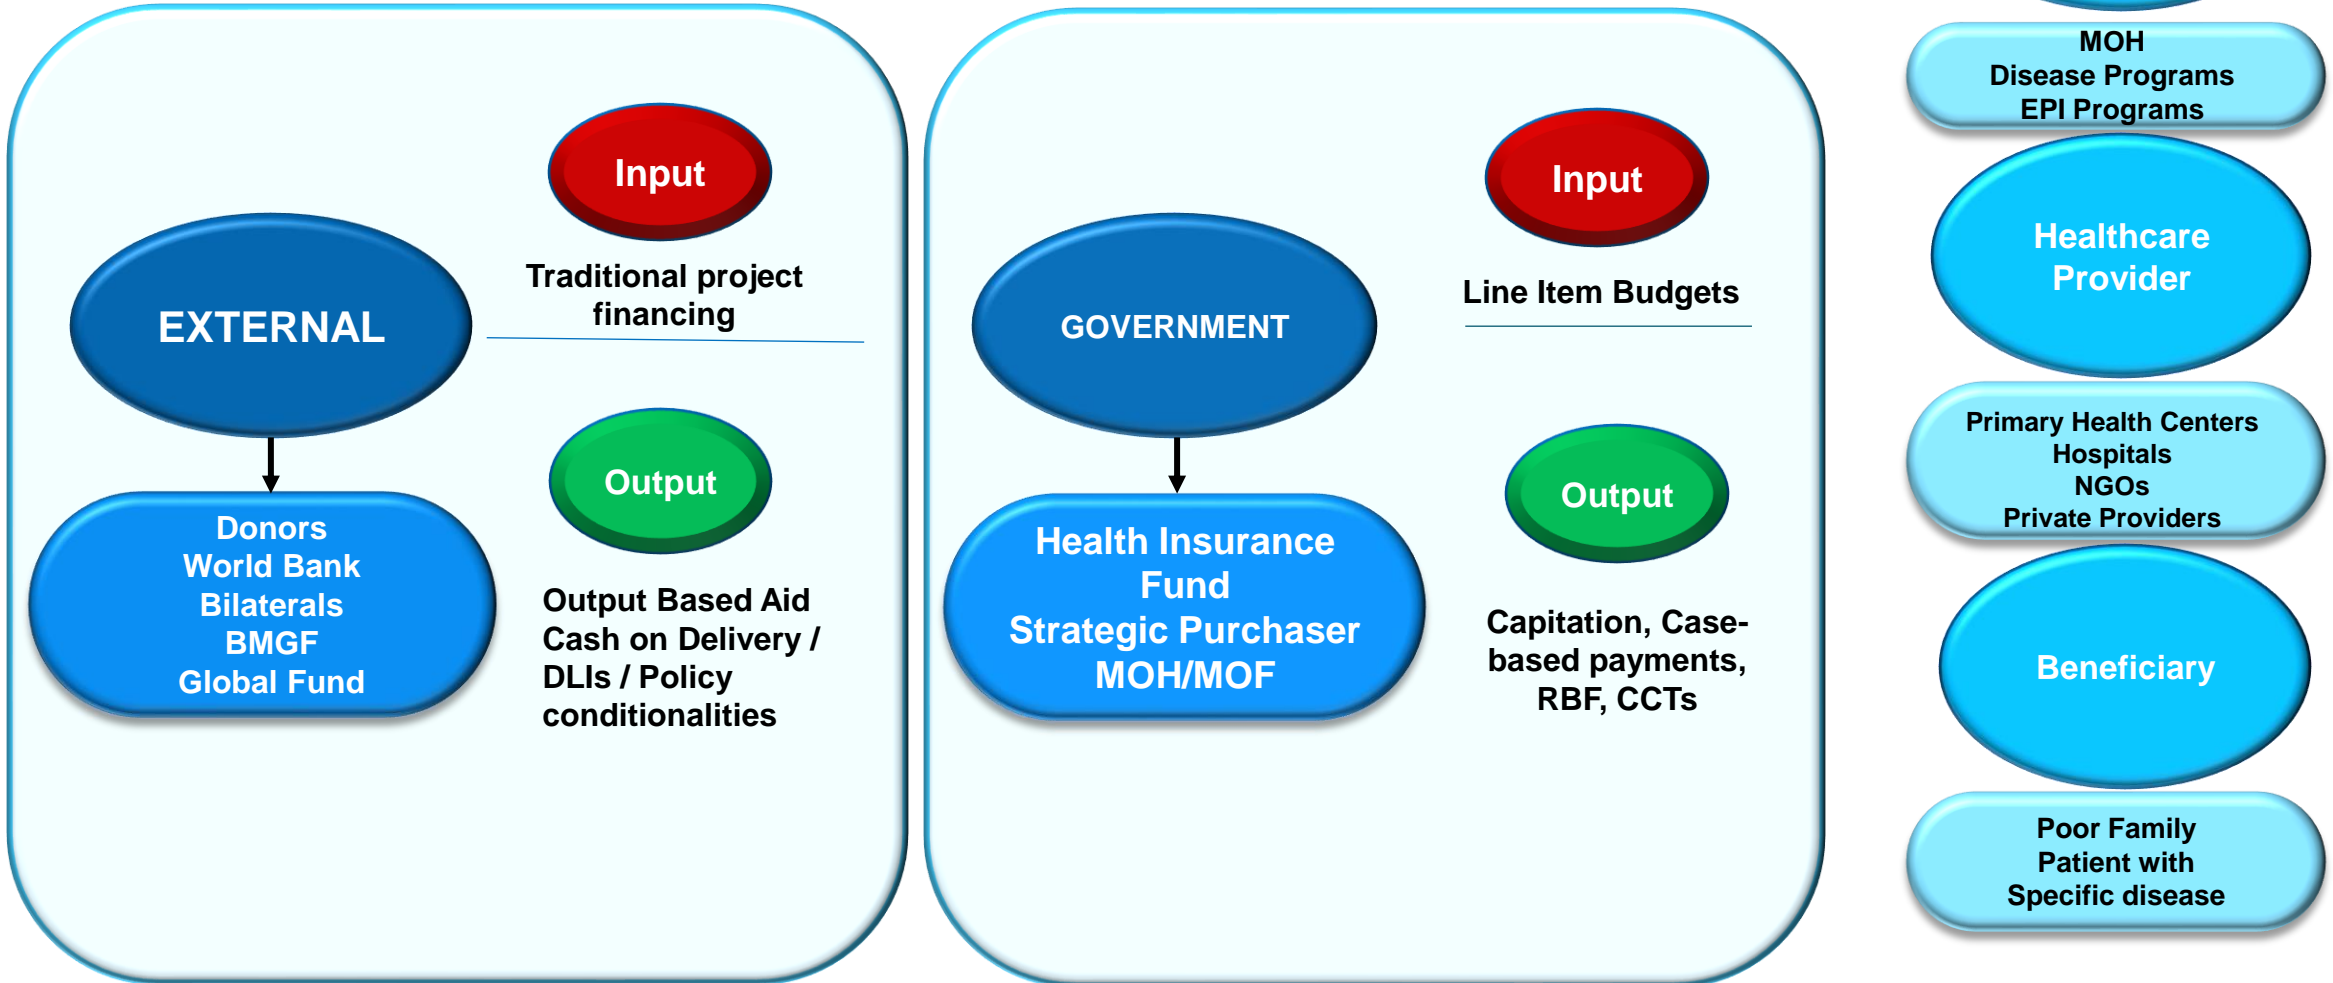 EXTERNAL
Donors
World Bank
Bilaterals
BMGF
Global Fund
Input
Traditional project
financing
Output
Output Based Aid
Cash on Delivery /
DLIs / Policy
conditionalities
GOVERNMENT
Health Insurance
Fund
Strategic Purchaser
MOH/MOF
Input
Line Item Budgets
Output
Capitation, Case-
based payments,
RBF, CCTs
MOH
Disease Programs
EPI Programs
Healthcare
Provider
Primary Health Centers
Hospitals
NGOs
Private Providers
Beneficiary
Poor Family
Patient with
Specific disease